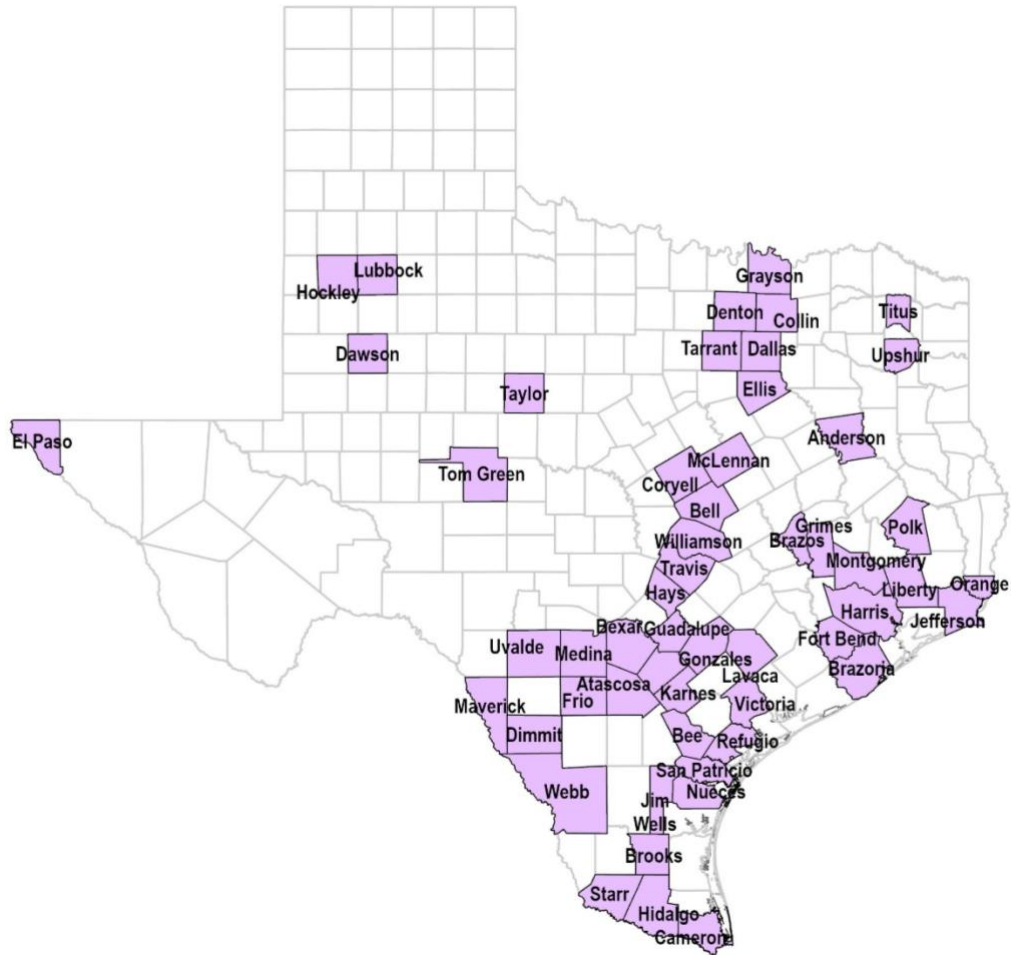 Lubbock
Hockley
Grayson
Denton
Collin
Titus
Tarrant
Dallas
Upshur
Dawson
Taylor
Ellis
El Paso
Anderson
Tom Green
McLennan
Coryell
Bell
Grimes
Brazos
Polk
Williamson
Montgomery
Travis
Liberty
Orange
Hays
Harris
Jefferson
Bexar
Guadalupe
Fort Bend
Uvalde
Medina
Gonzales
Brazoria
Lavaca
Atascosa
Karnes
Frio
Maverick
Victoria
Dimmit
Bee
Refugio
San Patricio
Webb
Nueces
Jim
Wells
Brooks
Starr
Hidalgo
Cameron